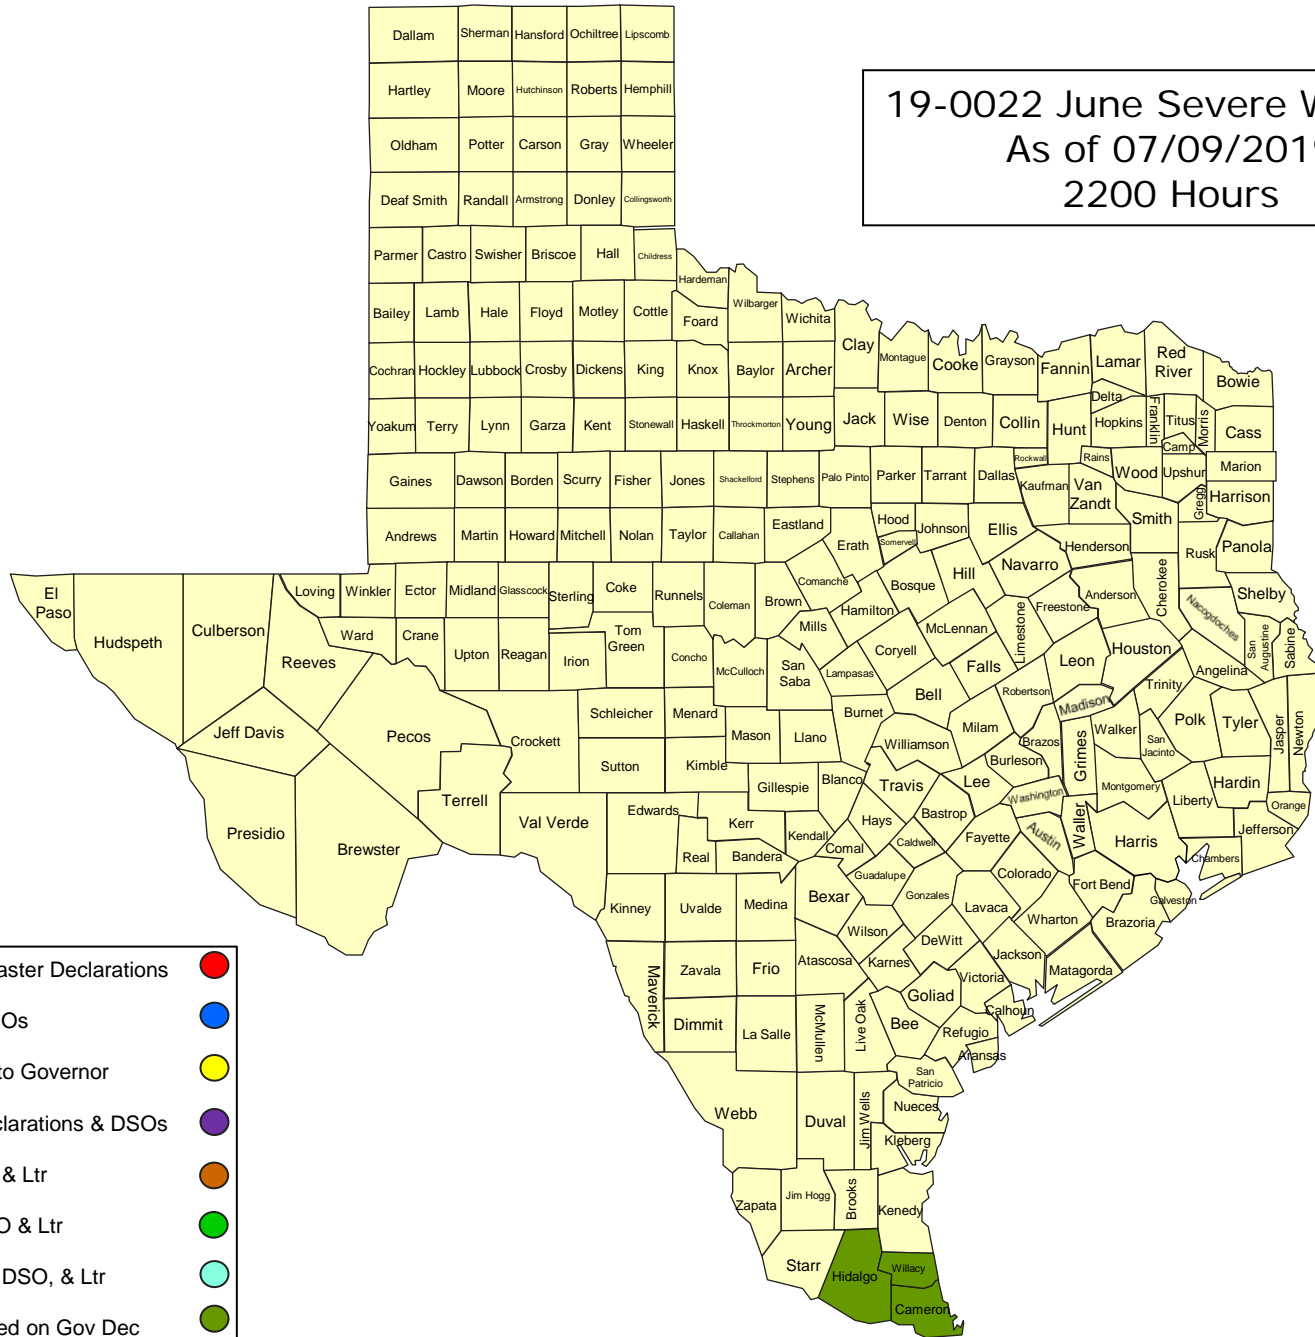 Dallam Sherman Hansford Ochiltree Lipscomb
Hartley Moore Hutchinson Roberts Hemphill
19-0022 June Severe
As of 07/09/201
2200 Hours
Oldham Potter Carson Gray Wheeler
Deaf Smith Randall Armstrong Donley Collingsworth
Parmer Castro Swisher Briscoe Hall Childress
Hardeman
Wilbarger
Bailey Lamb Hale Floyd Motley Cottle Foard Wichita
Clay Montague Cooke Grayson Fannin Lamar Red
River
Bowie
Cochran Hockley Lubbock Crosby Dickens King Knox Baylor Archer
Delta
Yoakum Terry Lynn Garza Kent Stonewall Haskell Throckmorton Young Jack Wise Denton Collin Hunt Hopkins Franklin Titus Morris Cass
Camp
Rockwall Rains
Gaines Dawson Borden Scurry Fisher Jones Shackelford Stephens Palo Pinto Parker Tarrant Dallas Kaufman Van
Zandt
Wood Upshur Marion
Gregg Harrison
Andrews Martin Howard Mitchell Nolan Taylor Callahan Eastland Erath Hood Somervell Johnson Ellis Henderson Smith Rusk Panola
El
Paso
Hudspeth Culberson Loving Winkler Ector Midland Glasscock Sterling Coke Runnels Coleman Brown Comanche Hamilton Bosque Hill Navarro Freestone Anderson Cherokee Nacogdoches Shelby
Reeves Ward Crane Upton Reagan Irion Tom
Green
Concho McCulloch San
Saba
Mills Lampasas Coryell McLennan Limestone Falls Leon Houston Angelina San
Augustine
Sabine
Jeff Davis Pecos Crockett Schleicher Menard Mason Llano Burnet Bell Milam Robertson Madison Trinity Walker San
Jacinto
Polk Tyler Jasper Newton
Sutton Kimble Gillespie Blanco Williamson Travis Lee Burleson Brazos Grimes Montgomery Liberty Hardin Orange
Presidio Brewster Terrell Val Verde Edwards Kerr Real Bandera Kendall Comal Hays Caldwell Bastrop Fayette Washington Austin Waller Harris Chambers Jefferson
Kinney Uvalde Medina Bexar Guadalupe Gonzales Lavaca Colorado Wharton Fort Bend Brazoria Galveston
Maverick Zavala Frio Atascosa Wilson Karnes DeWitt Victoria Jackson Matagorda
Dimmit La Salle McMullen Live Oak Bee Goliad Refugio Calhoun Aransas
San
Patricio
Webb Duval Jim Wells Nueces
Kleberg
Zapata Jim Hogg Brooks Kenedy
Starr Hidalgo Willacy
Cameron
aster Declarations
Os
to Governor
clarations & DSOs
& Ltr
O & Ltr
DSO, & Ltr
ed on Gov Dec